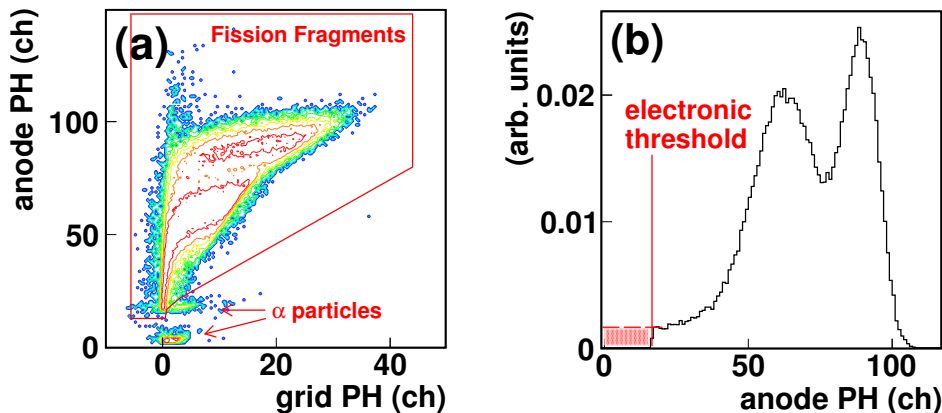 (a)
Fission Fragments
anode PH (ch)
100
50
0
α particles
0
20
40
grid PH (ch)
(b)
(arb. units)
0.02
0.01
0
electronic
threshold
0
50
100
anode PH (ch)